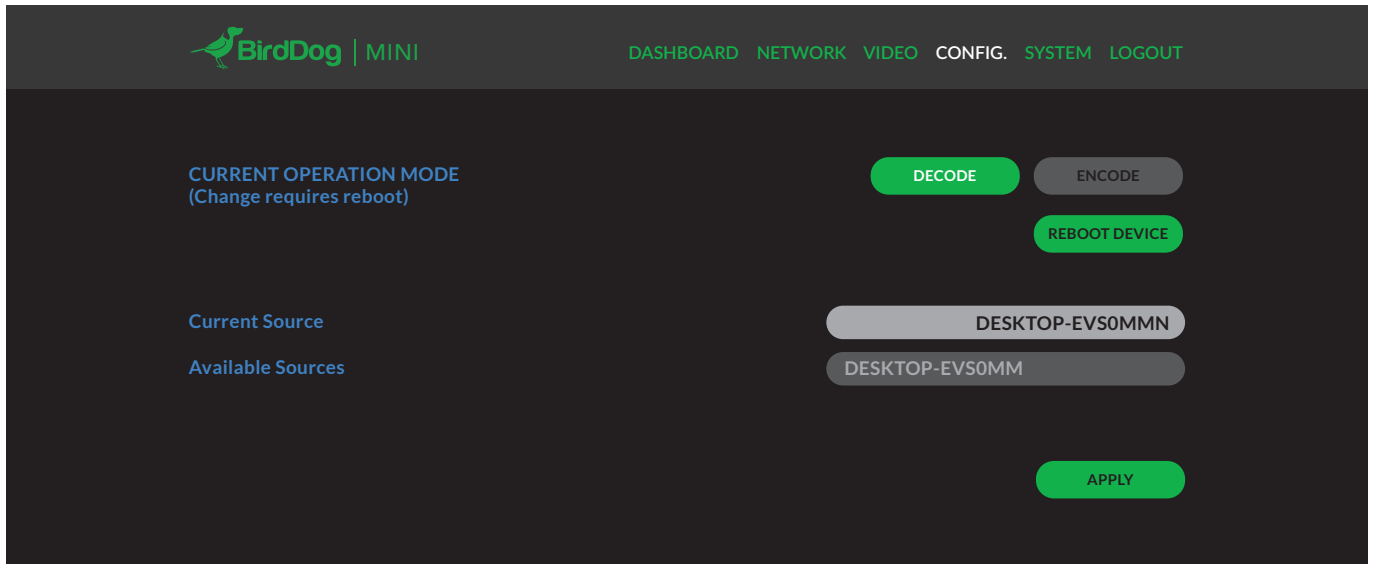 BirdDog | MINI
DASHBOARD NETWORK VIDEO CONFIG. SYSTEM LOGOUT
CURRENT OPERATION MODE
(Change requires reboot)
DECODE ENCODE
REBOOT DEVICE
Current Source DESKTOP-EVS0MMN
Available Sources DESKTOP-EVS0MM
APPLY